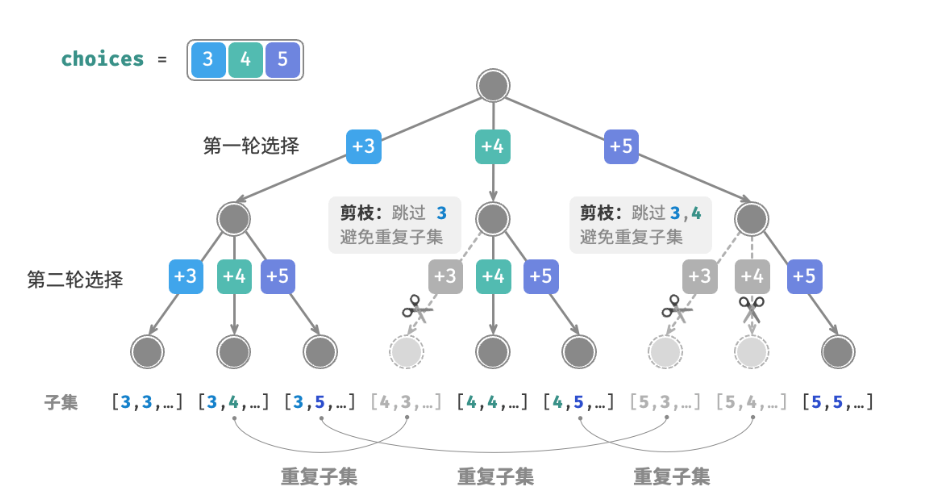 choices = 3 4 5
第一轮选择 +3 +4 +5
剪枝：跳过 3
避免重复子集
剪枝：跳过 3,4
避免重复子集
第二轮选择 +3 +4 +5 +3 +4 +5 +3 +4 +5
子集 [3,3,…] [3,4,…] [3,5,…] [4,3,…] [4,4,…] [4,5,…] [5,3,…] [5,4,…] [5,5,…]
重复子集 重复子集 重复子集